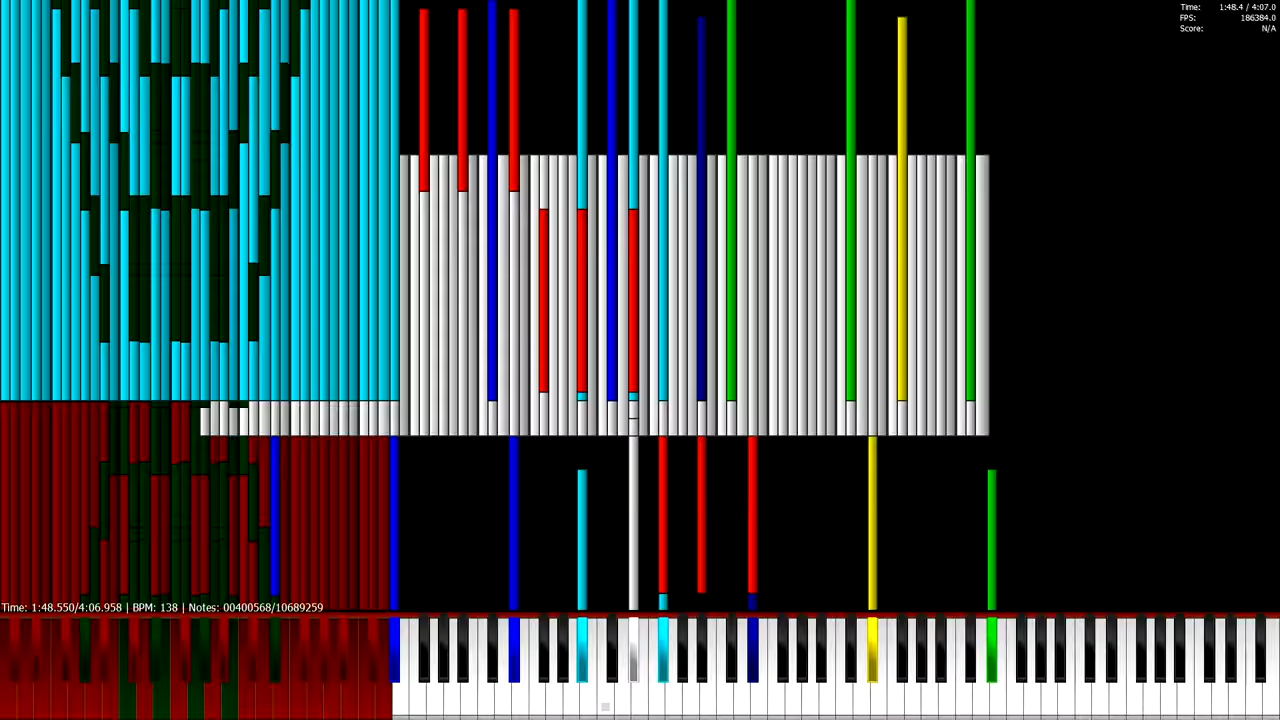 Time: 1:48.4 / 4:07.0
FPS: 186384.0
Score: N/A
Time: 1:48.550/4:06.958 | BPM: 138 | Notes: 00400568/10689259